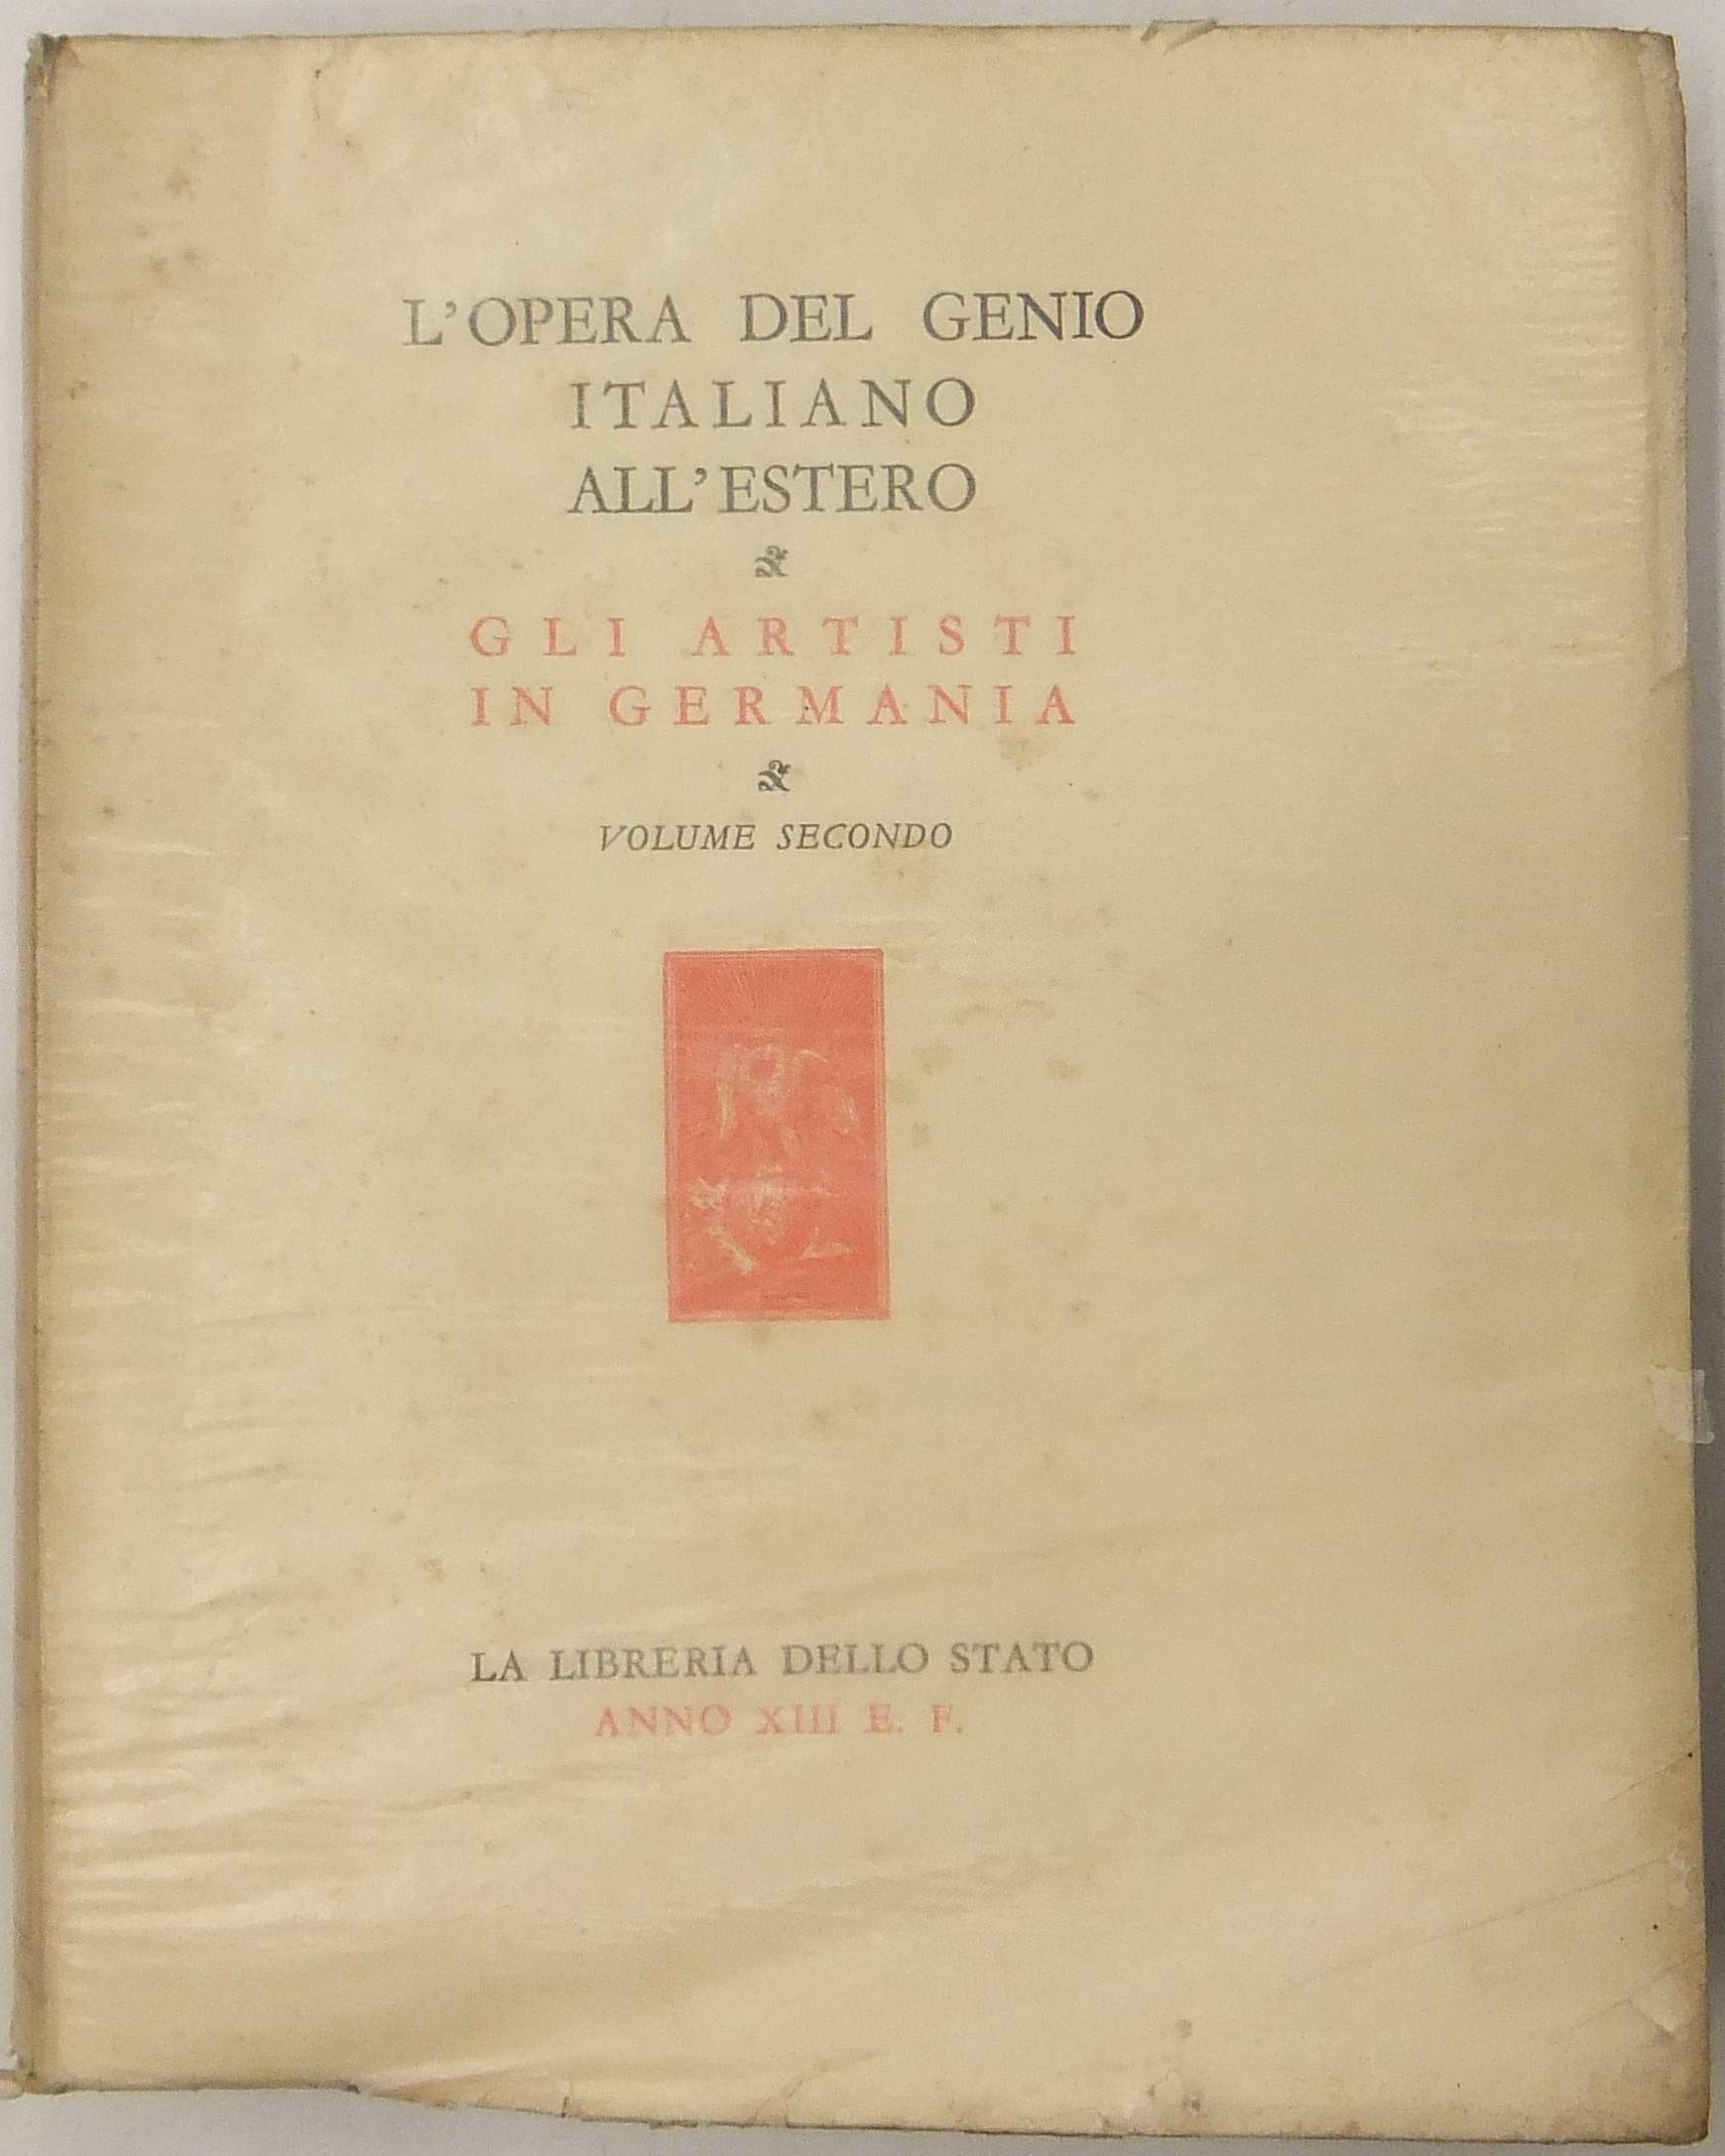 L'OPERA DEL GENIO
ITALIANO
ALL'ESTERO
GLI ARTISTI
IN GERMANIA
VOLUME SECONDO
LA LIBRERIA DELLO STATO
ANNO XIII E. F.